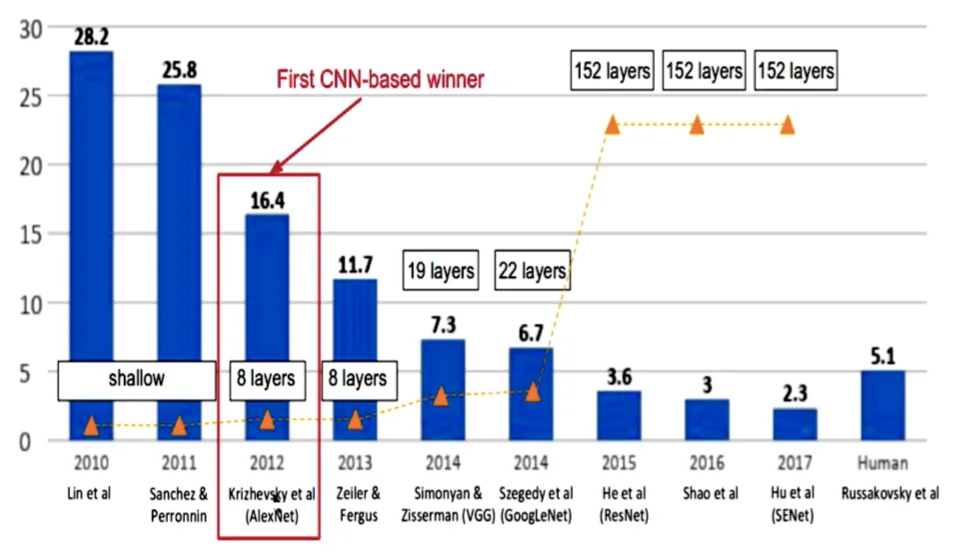 30
28.2
25.8
First CNN-based winner
152 layers
152 layers
152 layers
25
20
16.4
15
11.7
19 layers
22 layers
10
7.3
6.7
5
shallow
8 layers
8 layers
3.6
3
2.3
5.1
0
2010
2011
2012
2013
2014
2014
2015
2016
2017
Human
Lin et al
Sanchez &
Perronnin
Krizhevsky et al
(AlexNet)
Zeiler &
Fergus
Simonyan &
Zisserman (VGG)
Szegedy et al
(GoogLeNet)
He et al
(ResNet)
Shao et al
Hu et al
(SENet)
Russakovsky et al